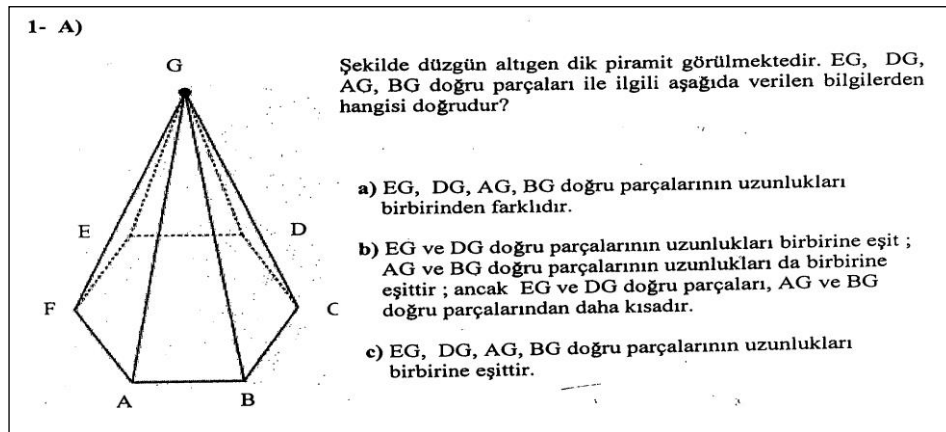 1- A)
G
Şekilde düzgün altıgen dik piramit görülmektedir. EG, DG,
AG, BG doğru parçaları ile ilgili aşağıda verilen bilgilerden
hangisi doğrudur?
a) EG, DG, AG, BG doğru parçalarının uzunlukları
birbirinden farklıdır.
E
D
b) EG ve DG doğru parçalarının uzunlukları birbirine eşit ;
AG ve BG doğru parçalarının uzunlukları da birbirine
eşittir ; ancak EG ve DG doğru parçaları, AG ve BG
doğru parçalarından daha kısadır.
F
C
c) EG, DG, AG, BG doğru parçalarının uzunlukları
birbirine eşittir.
A
B